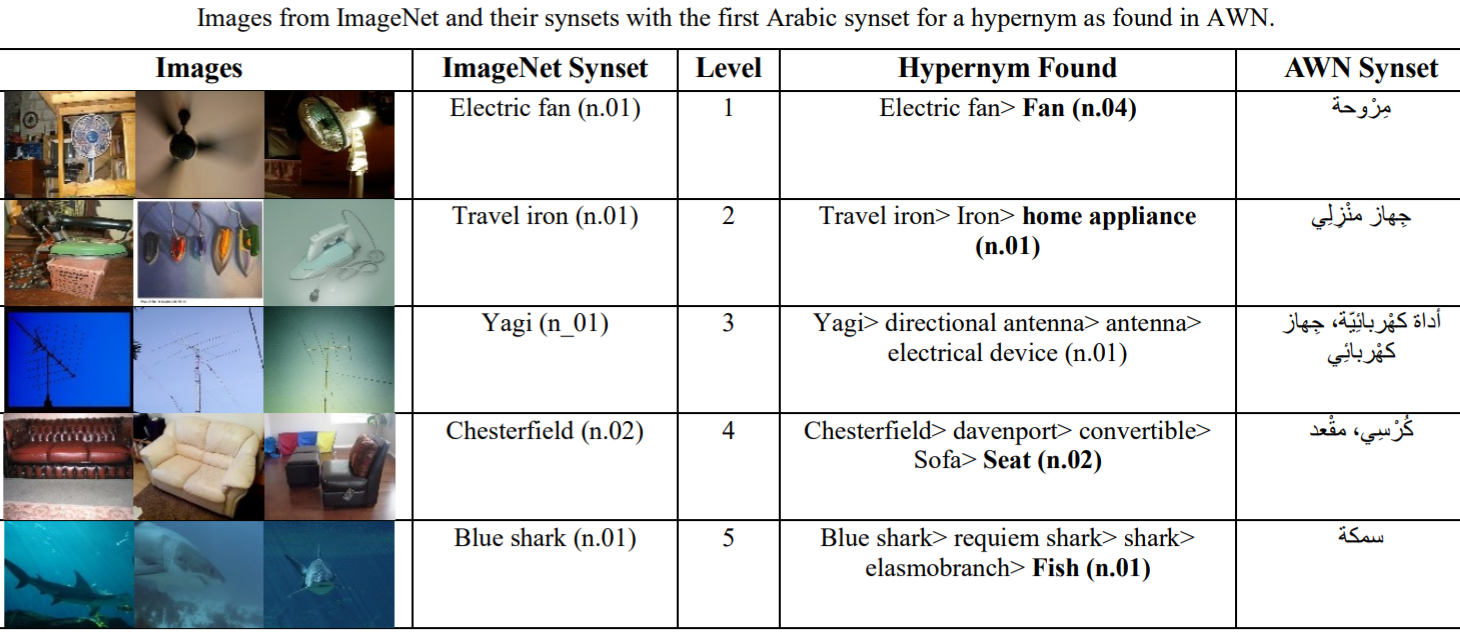 Images from ImageNet and their synsets with the first Arabic synset for a hypernym as found in AWN.
Images ImageNet Synset Level Hypernym Found AWN Synset
Electric fan (n.01) 1 Electric fan> Fan (n.04) مِرْوحة
Travel iron (n.01) 2 Travel iron> Iron> home appliance
(n.01)
جِهاز منْزِلِي
Yagi (n_01) 3 Yagi> directional antenna> antenna>
electrical device (n.01)
أداة كهْربائِيّة، جِهاز
كهْربائِي
Chesterfield (n.02) 4 Chesterfield> davenport> convertible>
Sofa> Seat (n.02)
كُرْسِي، مقْعد
Blue shark (n.01) 5 Blue shark> requiem shark> shark>
elasmobranch> Fish (n.01)
سمكة